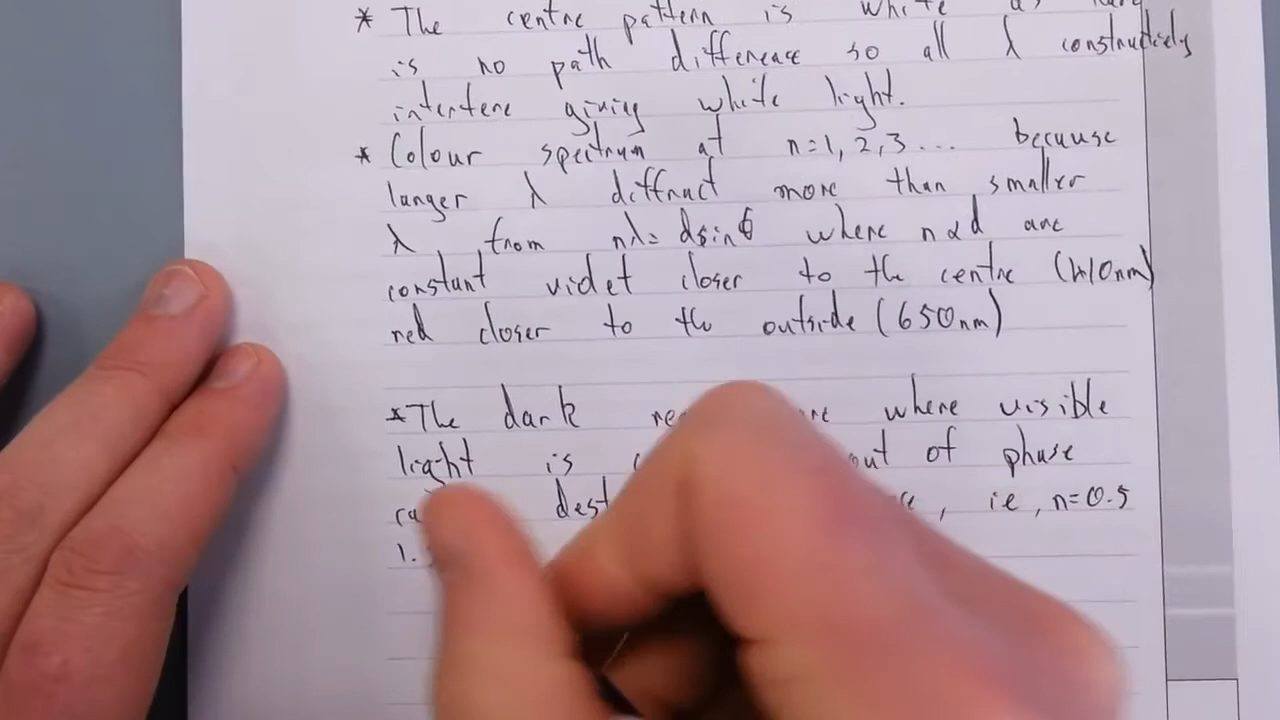 * The centre pattern is white as
is no path difference so all λ constructively
interfere giving white light.
* Colour spectrum at n=1, 2, 3 ... because
longer λ diffract more than smaller
λ from nλ= dsinθ where n & d are
constant violet closer to the centre (410nm)
red closer to the outside (650nm)
* The dark where visible
light is out of phase
ie, n=0.5
1.